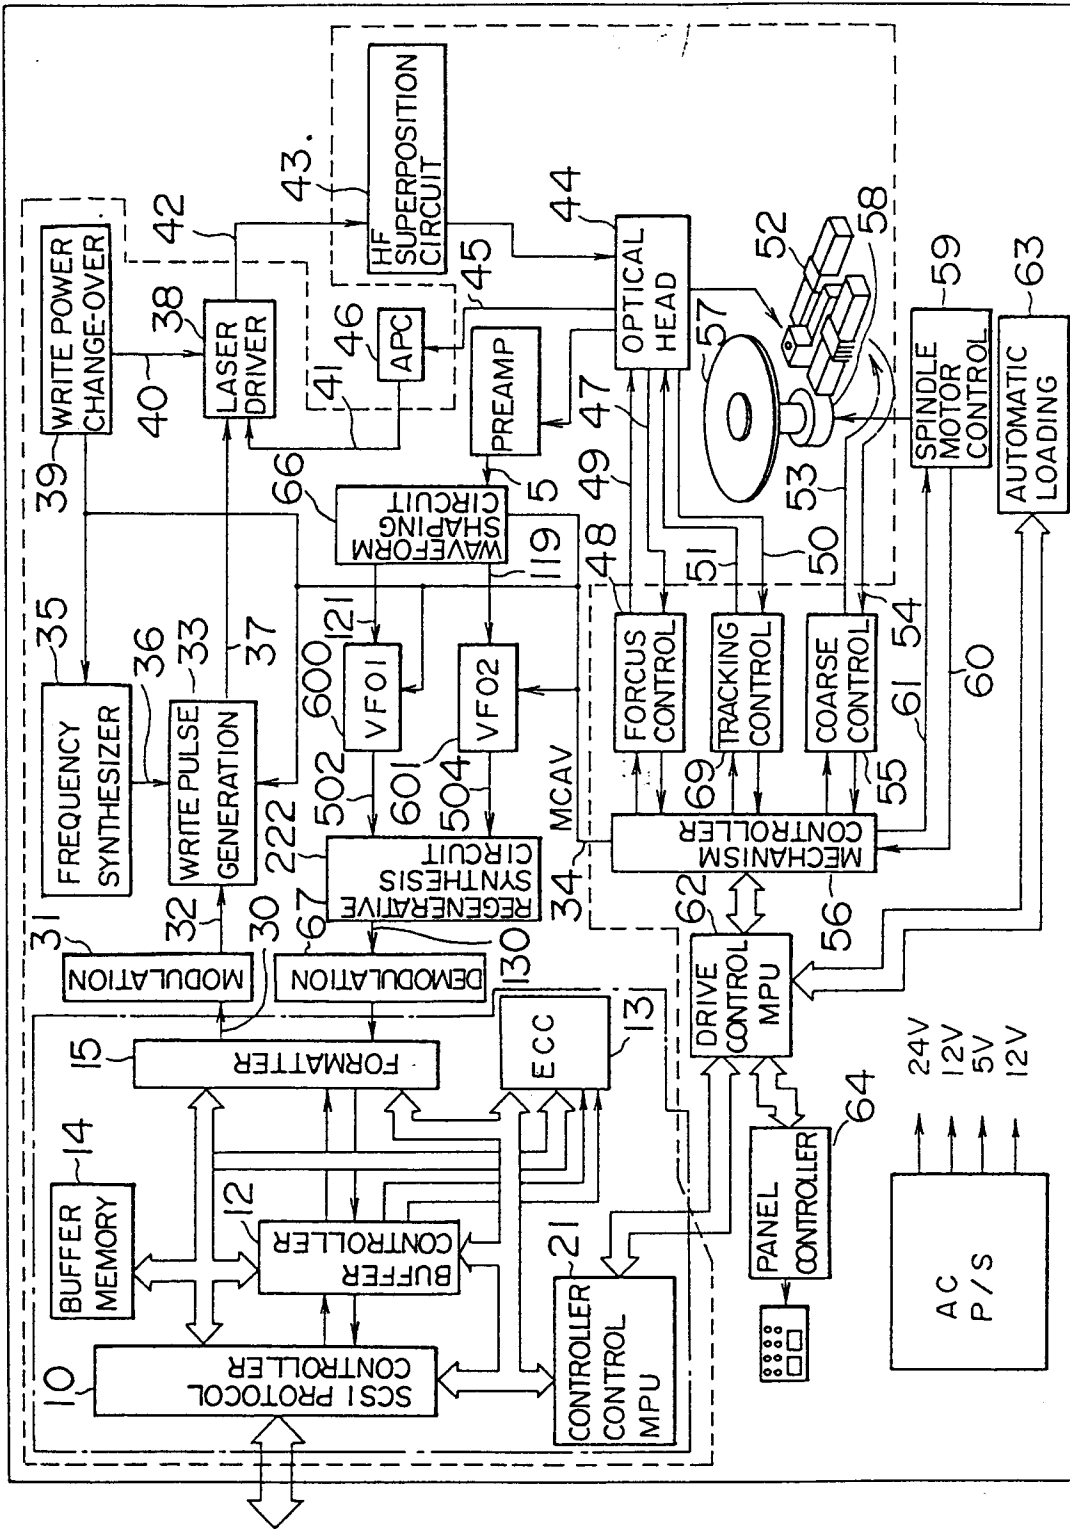 10
SCSI PROTOCOL
CONTROLLER
BUFFER
MEMORY
14
12
BUFFER
CONTROLLER
15
FORMATTER
ECC
13
CONTROLLER
CONTROL
MPU
21
31
MODULATION
30
32
67
DEMODULATION
130
FREQUENCY
SYNTHESIZER
35
36
WRITE PULSE
GENERATION
33
37
222
REGENERATIVE
SYNTHESIS
CIRCUIT
502
504
600
VFO1
601
VFO2
121
119
66
WAVEFORM
SHAPING
CIRCUIT
5
PREAMP
39
WRITE POWER
CHANGE-OVER
40
38
LASER
DRIVER
41
42
46
APC
45
43.
HF
SUPERPOSITION
CIRCUIT
44
OPTICAL
HEAD
47
49
48
FORCUS
CONTROL
51
50
69
TRACKING
CONTROL
53
54
55
COARSE
CONTROL
MCAV
34
56
MECHANISM
CONTROLLER
62
DRIVE
CONTROL
MPU
57
52
58
59
SPINDLE
MOTOR
CONTROL
60
61
63
AUTOMATIC
LOADING
64
PANEL
CONTROLLER
AC
P/S
24V
12V
5V
12V